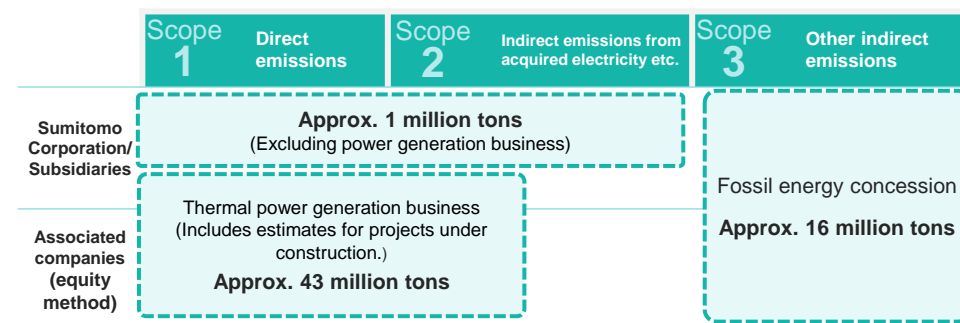 Scope
1
Direct
emissions
Scope
2
Indirect emissions from
acquired electricity etc.
Scope
3
Other indirect
emissions
Sumitomo
Corporation/
Subsidiaries
Approx. 1 million tons
(Excluding power generation business)
Thermal power generation business
(Includes estimates for projects under
construction.)
Approx. 43 million tons
Fossil energy concession
Approx. 16 million tons
Associated
companies
(equity
method)